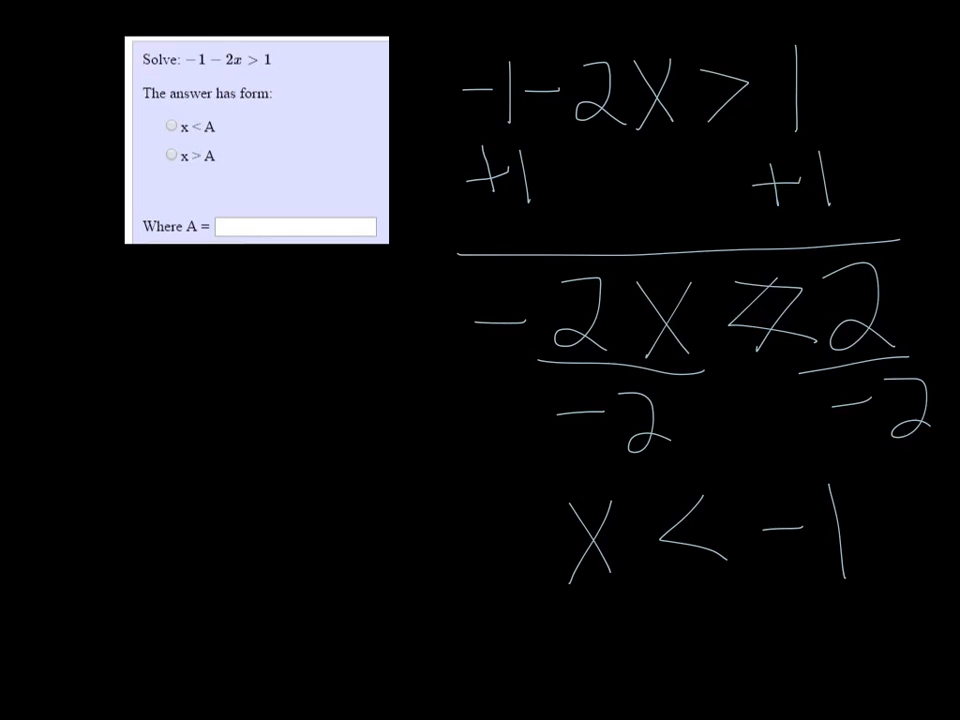 Solve: −1 − 2x > 1
The answer has form:
x < A
x > A
Where A =
-1-2x>1
+1 +1
-2x < 2
-2 -2
x < -1